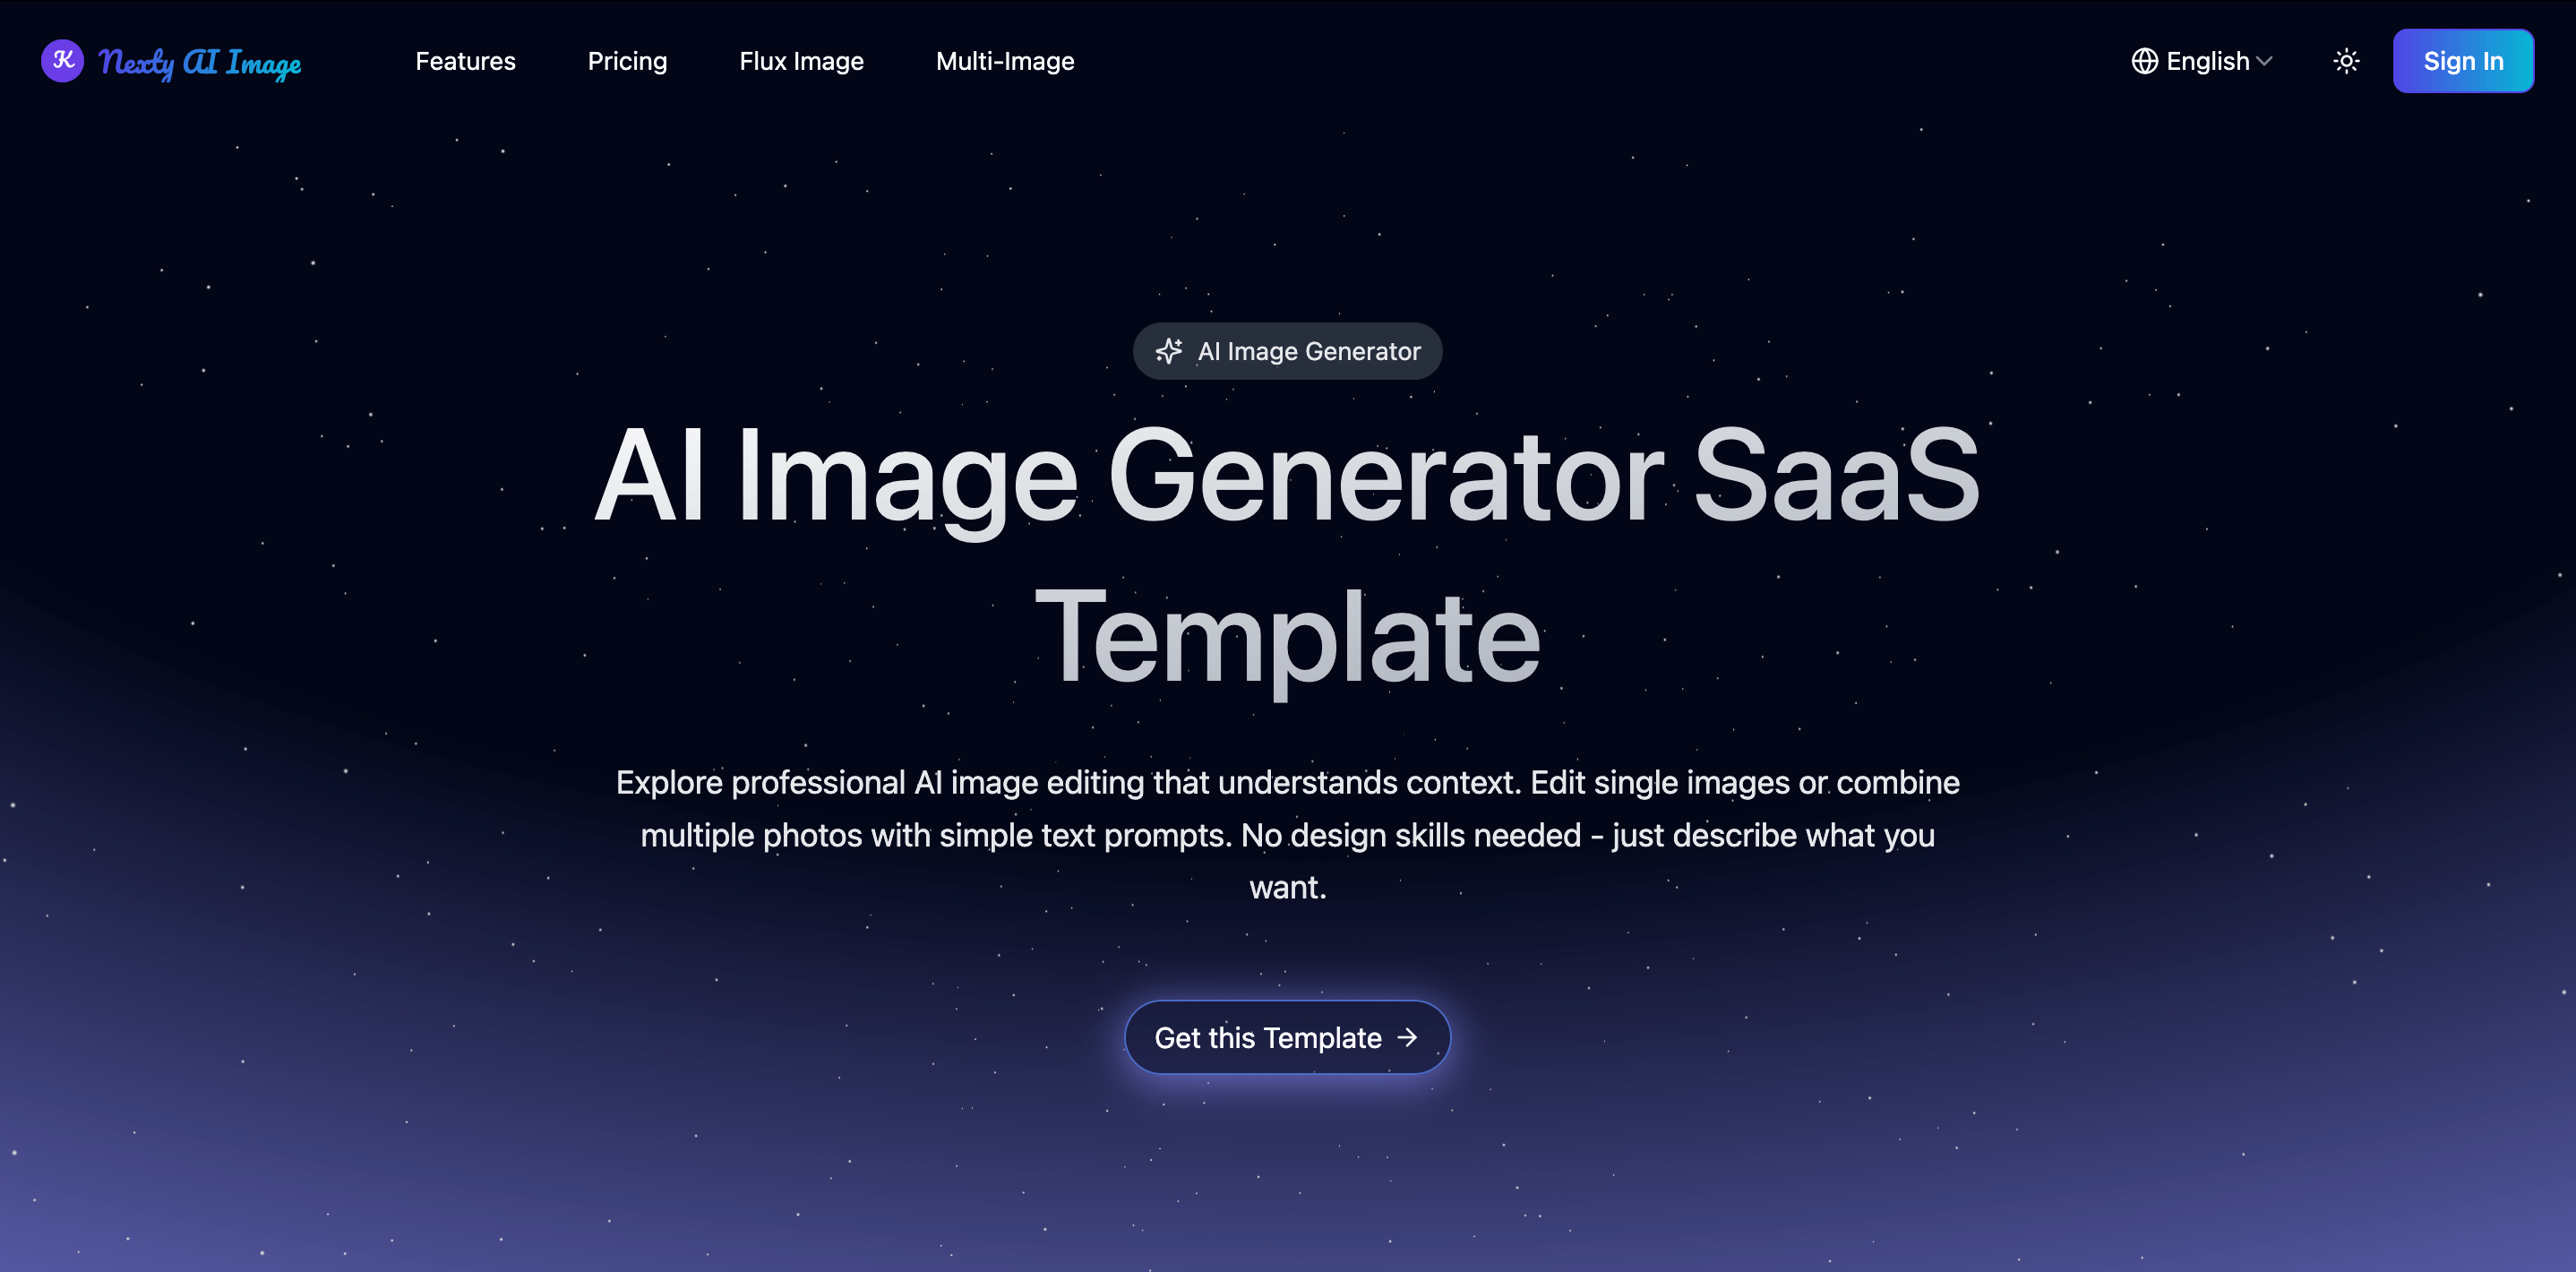 K Nexty AI Image
Features
Pricing
Flux Image
Multi-Image
English
Sign In
AI Image Generator
AI Image Generator SaaS
Template
Explore professional AI image editing that understands context. Edit single images or combine
multiple photos with simple text prompts. No design skills needed - just describe what you
want.
Get this Template →